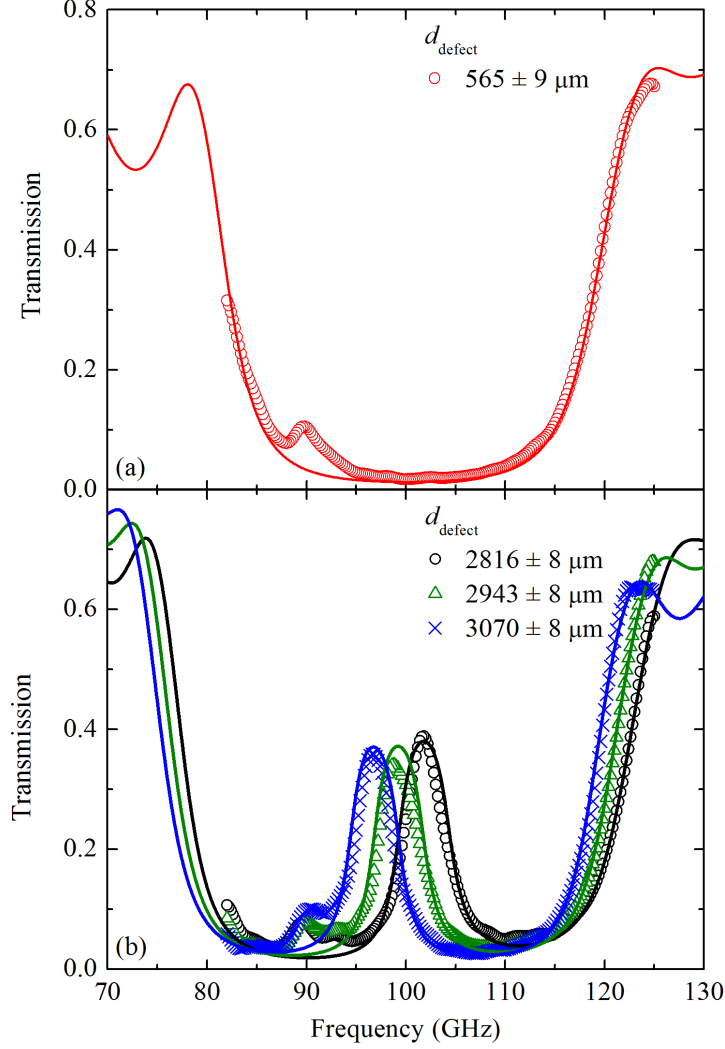 0.8
d defect
565 ± 9 μm
0.6
Transmission
0.4
0.2
(a)
0.0
d defect
2816 ± 8 μm
2943 ± 8 μm
3070 ± 8 μm
0.6
Transmission
0.4
0.2
(b)
0.0
70 80 90 100 110 120 130
Frequency (GHz)